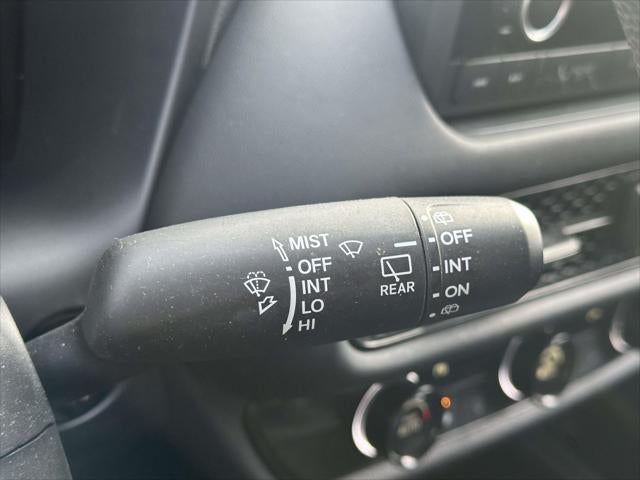 MIST
OFF
INT
LO
HI
REAR
OFF
INT
ON